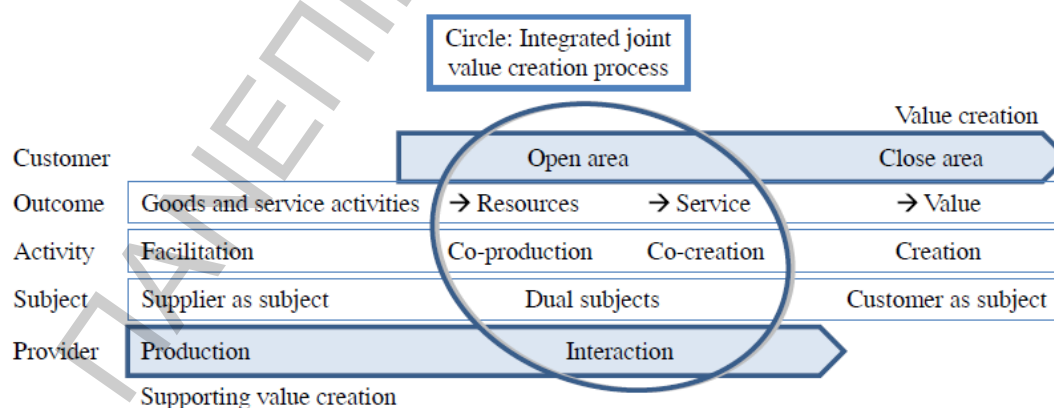 Circle: Integrated joint
value creation process
Value creation
Customer Open area Close area
Outcome Goods and service activities → Resources → Service → Value
Activity Facilitation Co-production Co-creation Creation
Subject Supplier as subject Dual subjects Customer as subject
Provider Production Interaction
Supporting value creation
ΠΑΝΕΠΙ